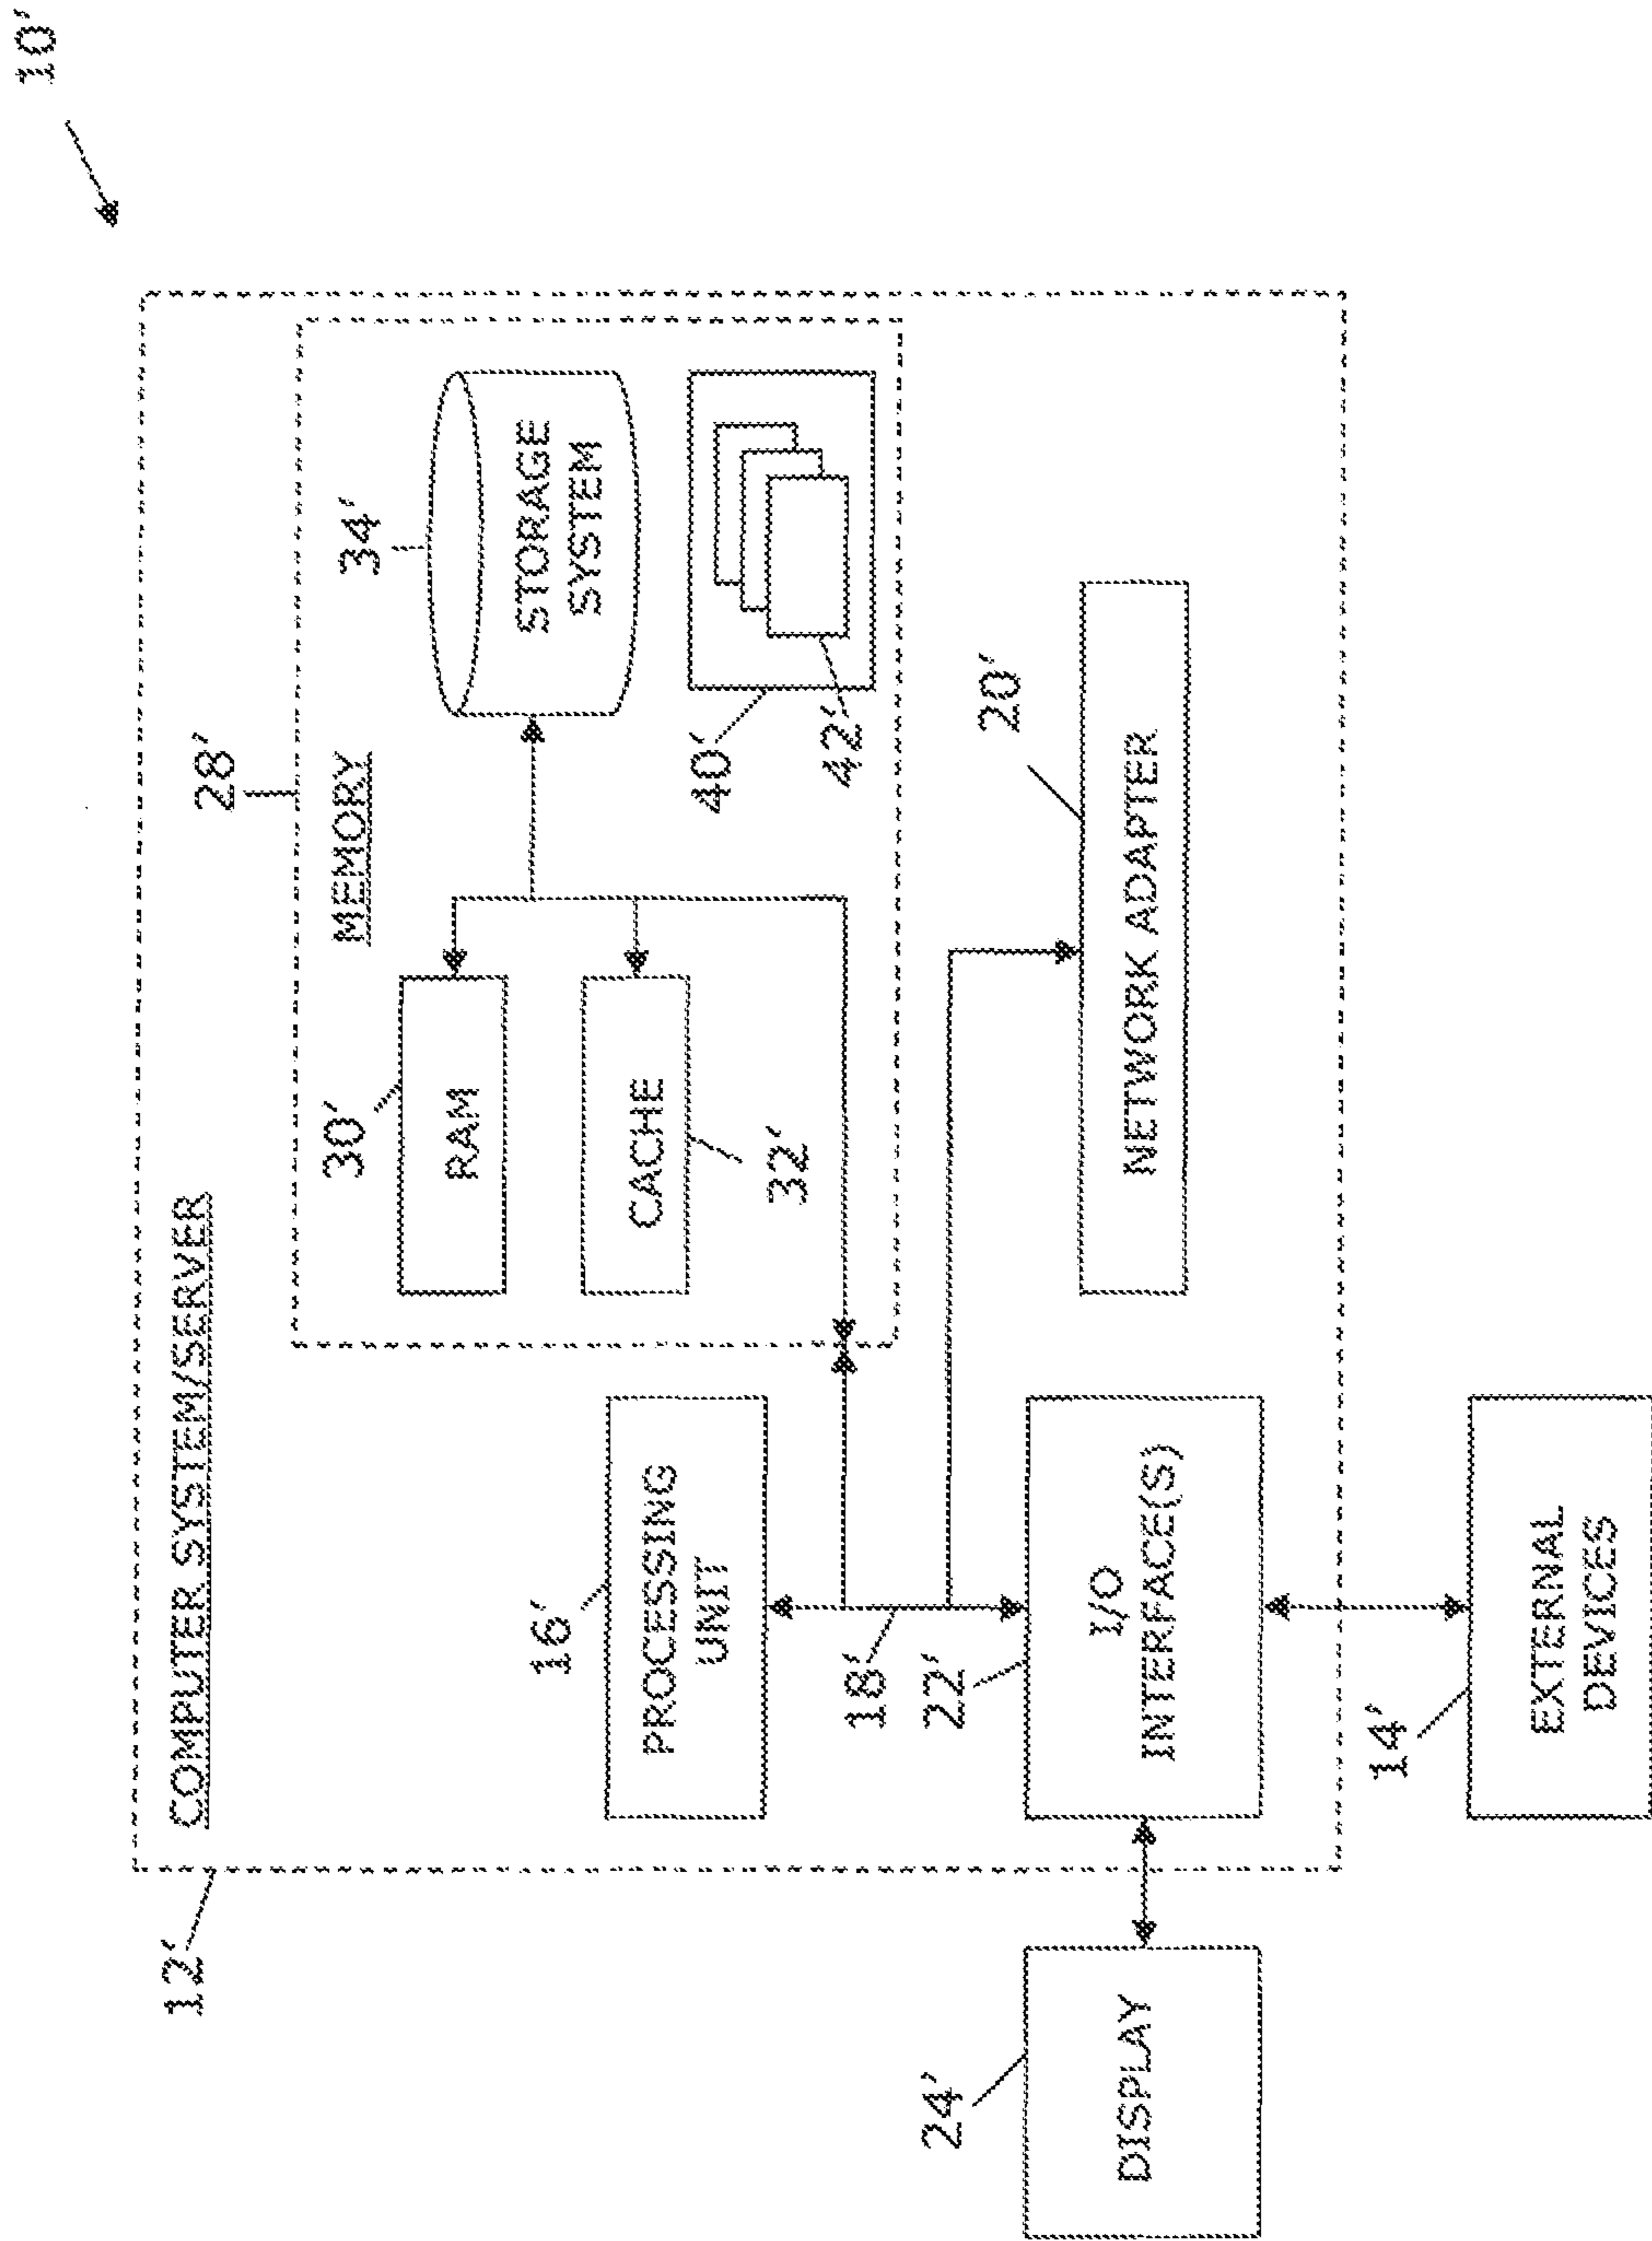 10'
12'
COMPUTER SYSTEM/SERVER
28'
MEMORY
34'
30'
RAM
STORAGE
SYSTEM
16'
PROCESSING
UNIT
CACHE
32'
40'
42'
18'
22'
20'
24'
DISPLAY
I/O
INTERFACE(S)
NETWORK ADAPTER
14'
EXTERNAL
DEVICES